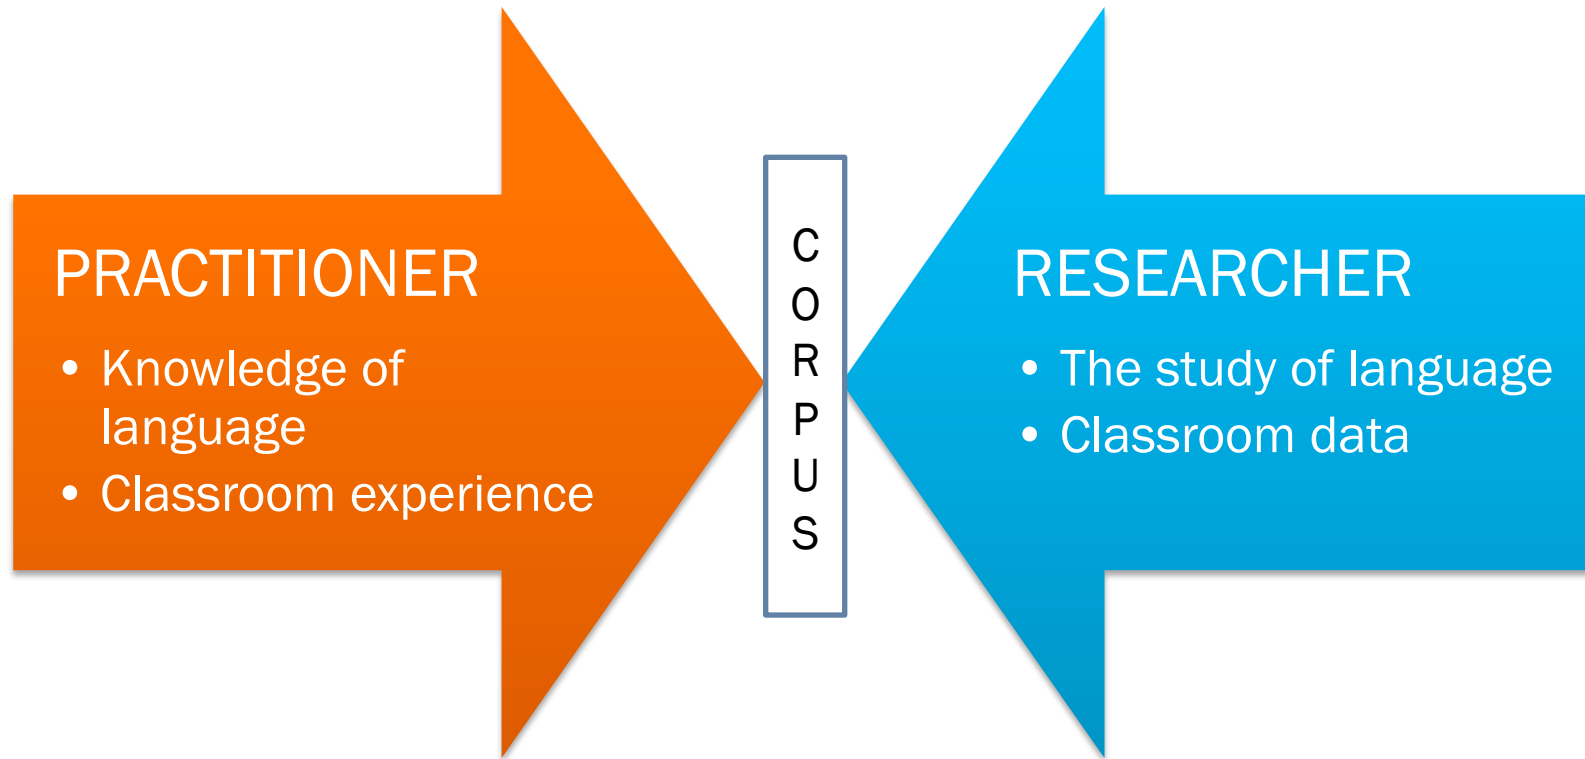 PRACTITIONER
• Knowledge of
language
• Classroom experience
C
O
R
P
U
S
RESEARCHER
• The study of language
• Classroom data